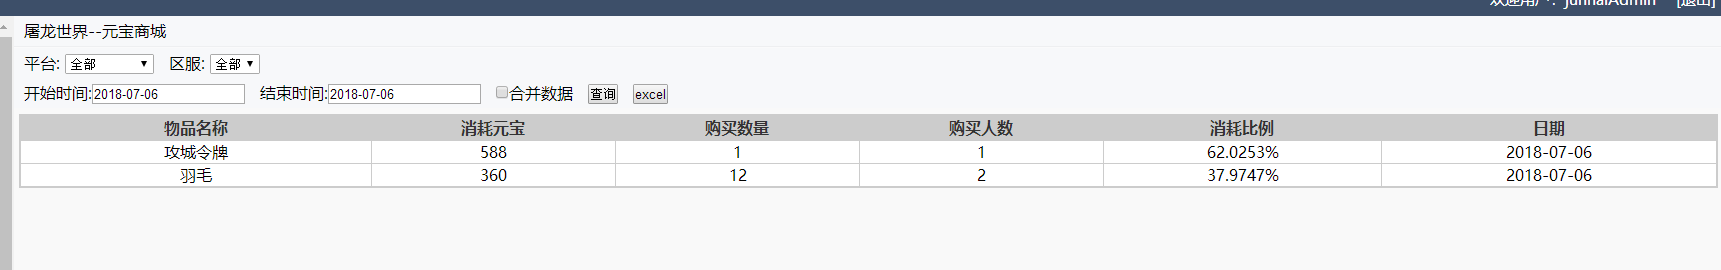 欢迎用户: junhaiAdmin [退出]
屠龙世界--元宝商城
平台: 全部 区服: 全部
开始时间:2018-07-06 结束时间:2018-07-06 合并数据 查询 excel
物品名称 消耗元宝 购买数量 购买人数 消耗比例 日期
攻城令牌 588 1 1 62.0253% 2018-07-06
羽毛 360 12 2 37.9747% 2018-07-06